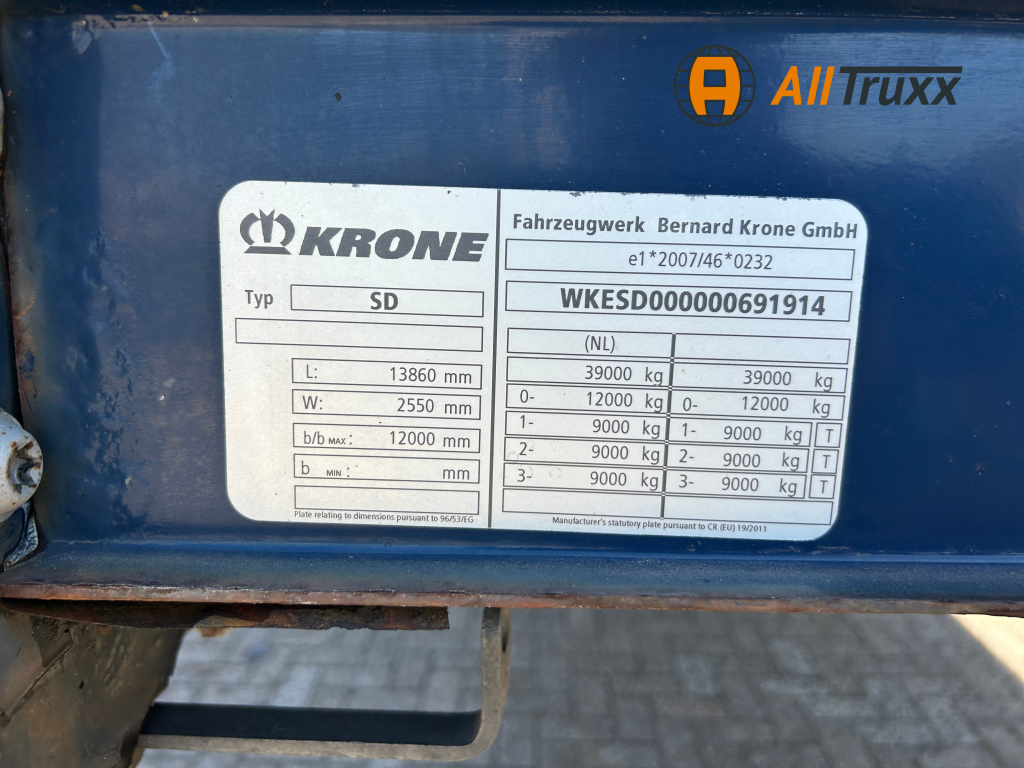 A AllTruxx
KRONE
Typ SD
L: 13860 mm
W: 2550 mm
b/b MAX : 12000 mm
b MIN : mm
Plate relating to dimensions pursuant to 96/53/EG
Fahrzeugwerk Bernard Krone GmbH
e1*2007/46*0232
WKESD000000691914
(NL)
39000 kg 39000 kg
0- 12000 kg 0- 12000 kg
1- 9000 kg 1- 9000 kg T
2- 9000 kg 2- 9000 kg T
3- 9000 kg 3- 9000 kg T
Manufacturer's statutory plate pursuant to CR (EU) 19/2011